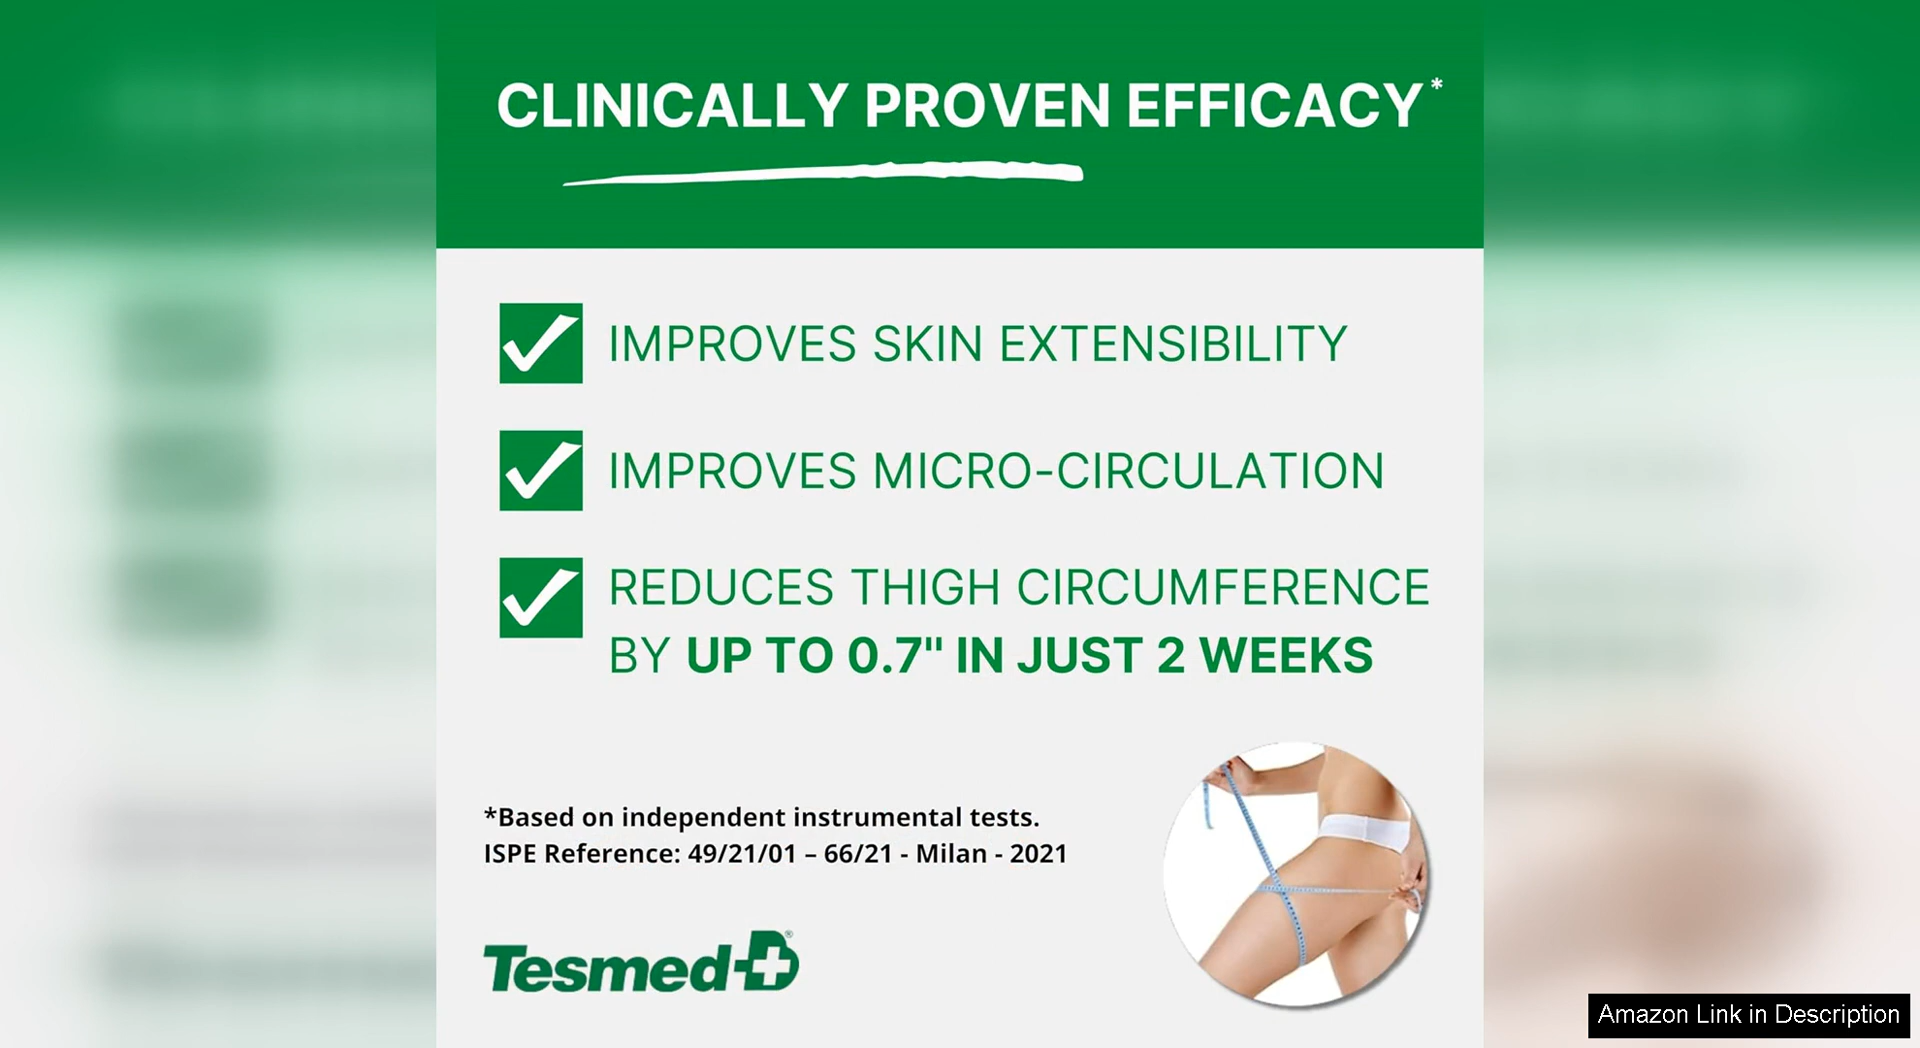 CLINICALLY PROVEN EFFICACY*
IMPROVES SKIN EXTENSIBILITY
IMPROVES MICRO-CIRCULATION
REDUCES THIGH CIRCUMFERENCE
BY UP TO 0.7" IN JUST 2 WEEKS
*Based on independent instrumental tests.
ISPE Reference: 49/21/01 – 66/21 - Milan - 2021
Tesmed®
Amazon Link in Description